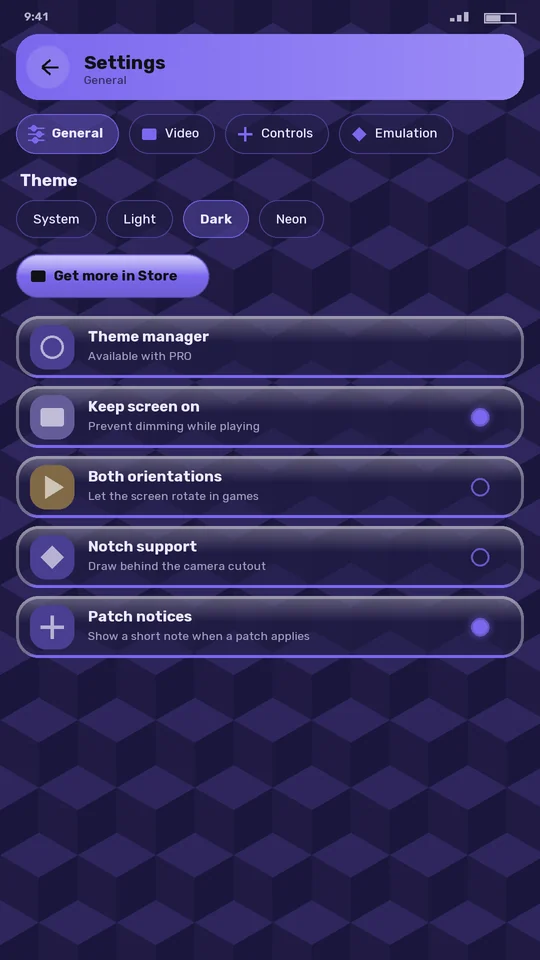 9:41
Settings
General
General
Video
Controls
Emulation
Theme
System
Light
Dark
Neon
Get more in Store
Theme manager
Available with PRO
Keep screen on
Prevent dimming while playing
Both orientations
Let the screen rotate in games
Notch support
Draw behind the camera cutout
Patch notices
Show a short note when a patch applies